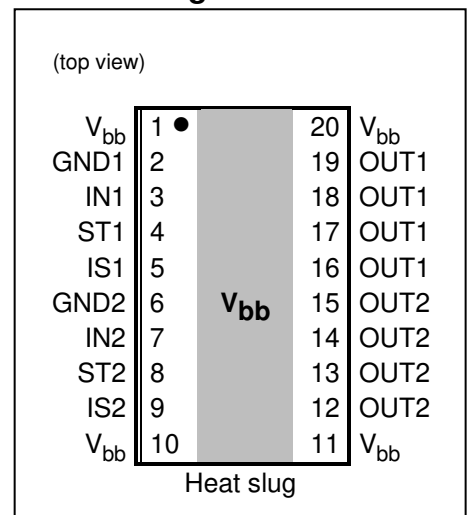 (top view)
Vbb 1 ● 20 Vbb
GND1 2 19 OUT1
IN1 3 18 OUT1
ST1 4 17 OUT1
IS1 5 16 OUT1
GND2 6 Vbb 15 OUT2
IN2 7 14 OUT2
ST2 8 13 OUT2
IS2 9 12 OUT2
Vbb 10 11 Vbb
Heat slug